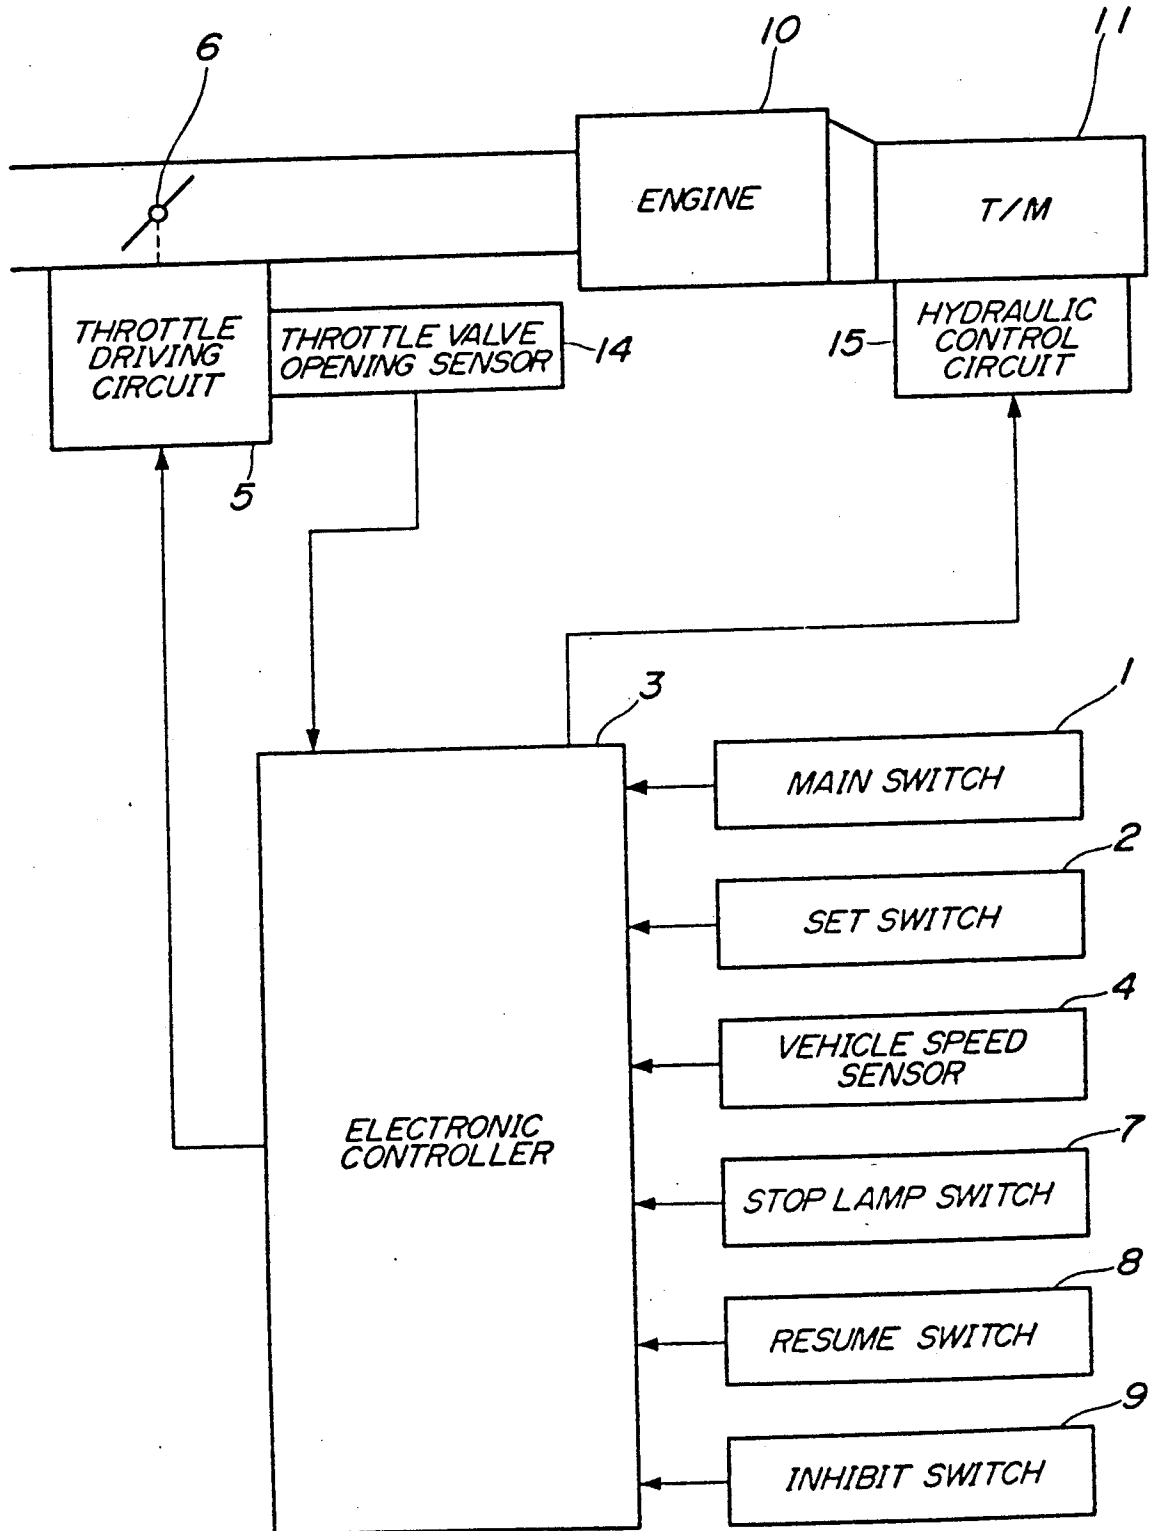 6
10
11
ENGINE
T/M
THROTTLE
DRIVING
CIRCUIT
THROTTLE VALVE
OPENING SENSOR
14
15
HYDRAULIC
CONTROL
CIRCUIT
5
3
1
MAIN SWITCH
2
SET SWITCH
4
VEHICLE SPEED
SENSOR
ELECTRONIC
CONTROLLER
7
STOP LAMP SWITCH
8
RESUME SWITCH
9
INHIBIT SWITCH